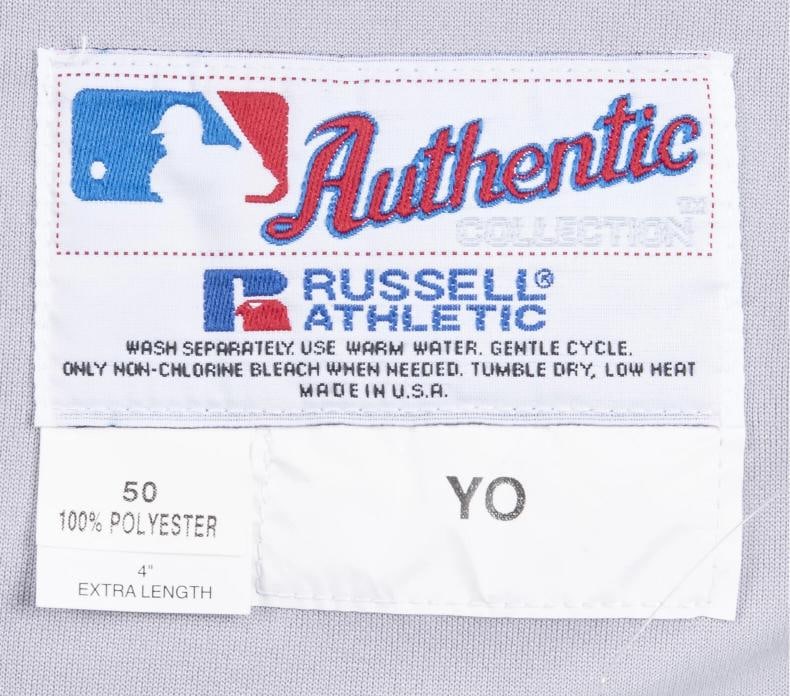 Authentic
COLLECTION™
RUSSELL®
ATHLETIC
WASH SEPARATELY. USE WARM WATER. GENTLE CYCLE.
ONLY NON-CHLORINE BLEACH WHEN NEEDED. TUMBLE DRY, LOW HEAT
MADE IN U.S.A.
50
100% POLYESTER
4"
EXTRA LENGTH
YO